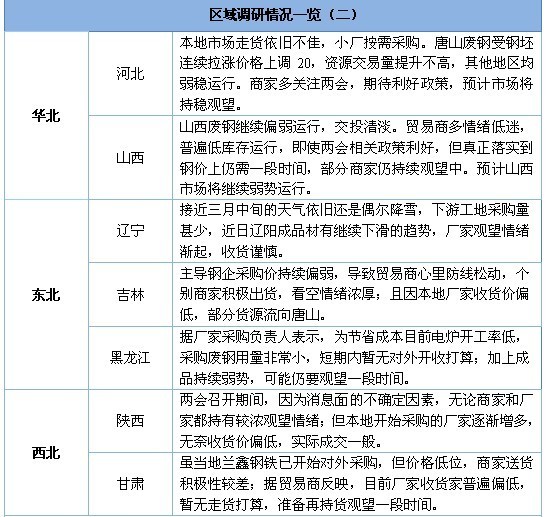 区域调研情况一览（二）
华北
河北
本地市场走货依旧不佳，小厂按需采购。唐山废钢受钢坯
连续拉涨价格上调 20，资源交易量提升不高，其他地区均
弱稳运行。商家多关注两会，期待利好政策，预计市场将
持稳观望。
山西
山西废钢继续偏弱运行，交投清淡。贸易商多情绪低迷，
普遍低库存运行，即使两会相关政策利好，但真正落实到
钢价上仍需一段时间，部分商家仍持续观望中。预计山西
市场将继续弱势运行。
东北
辽宁
接近三月中旬的天气依旧还是偶尔降雪，下游工地采购量
甚少，近日辽阳成品材有继续下滑的趋势，厂家观望情绪
渐起，收货谨慎。
吉林
主导钢企采购价持续偏弱，导致贸易商心里防线松动，个
别商家积极出货，看空情绪浓厚；且因本地厂家收货价偏
低，部分货源流向唐山。
黑龙江
据厂家采购负责人表示，为节省成本目前电炉开工率低，
采购废钢用量非常小，短期内暂无对外开收打算；加上成
品持续弱势，可能仍要观望一段时间。
西北
陕西
两会召开期间，因为消息面的不确定因素，无论商家和厂
家都持有较浓观望情绪；但本地开始采购的厂家逐渐增多，
无奈收货价偏低，实际成交一般。
甘肃
虽当地兰鑫钢铁已开始对外采购，但价格低位，商家送货
积极性较差；据贸易商反映，目前厂家收货家普遍偏低，
暂无走货打算，准备再持货观望一段时间。